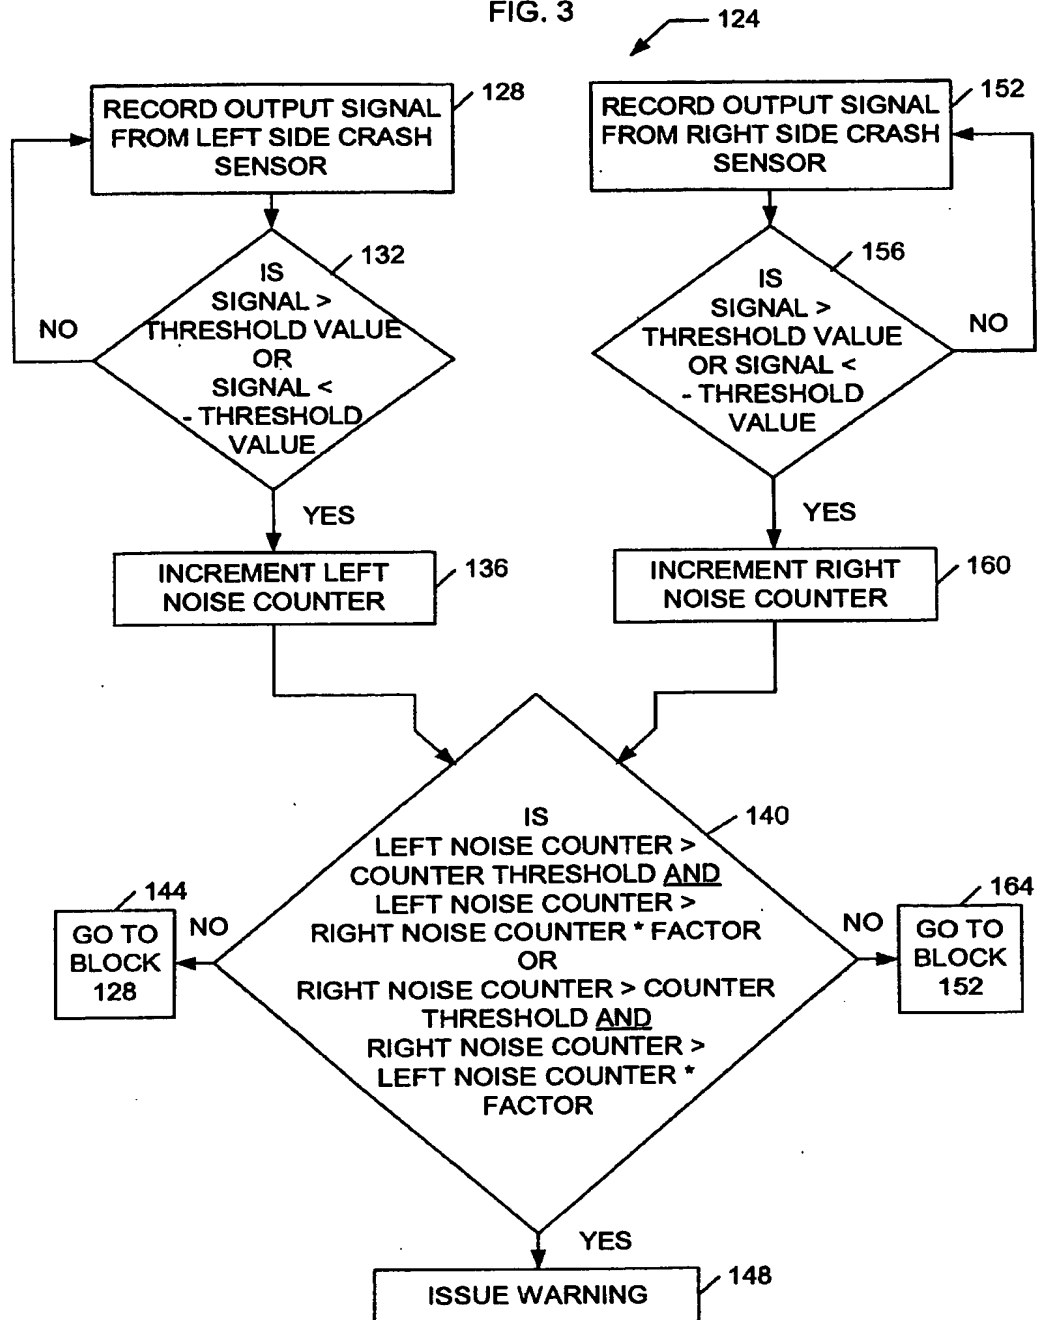 FIG. 3
124
RECORD OUTPUT SIGNAL
FROM LEFT SIDE CRASH
SENSOR
128
RECORD OUTPUT SIGNAL
FROM RIGHT SIDE CRASH
SENSOR
152
IS
SIGNAL >
THRESHOLD VALUE
OR
SIGNAL <
- THRESHOLD
VALUE
132
NO
YES
IS
SIGNAL >
THRESHOLD VALUE
OR SIGNAL <
- THRESHOLD
VALUE
156
NO
YES
INCREMENT LEFT
NOISE COUNTER
136
INCREMENT RIGHT
NOISE COUNTER
160
IS
LEFT NOISE COUNTER >
COUNTER THRESHOLD AND
LEFT NOISE COUNTER >
RIGHT NOISE COUNTER * FACTOR
OR
RIGHT NOISE COUNTER > COUNTER
THRESHOLD AND
RIGHT NOISE COUNTER >
LEFT NOISE COUNTER *
FACTOR
140
144
NO
GO TO
BLOCK
128
164
NO
GO TO
BLOCK
152
YES
ISSUE WARNING
148